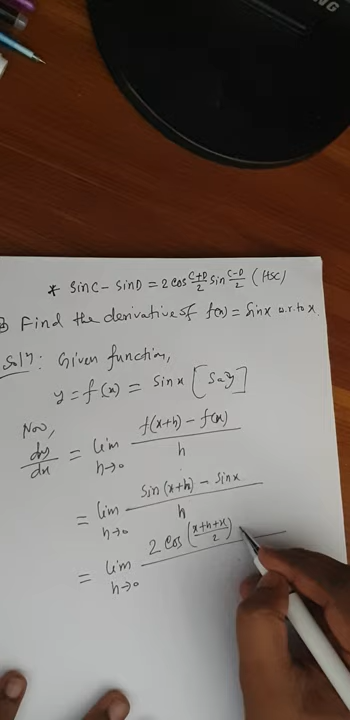 * sinC - sinD = 2 cos (C+D)/2 sin (C-D)/2 (HSC)
Find the derivative of f(x) = sinx w.r.to x.
Solⁿ: Given function,
y = f(x) = sinx [Say]
Now,
dy/dx = lim h→0 (f(x+h) - f(x))/h
= lim h→0 (sin(x+h) - sinx)/h
= lim h→0 2 cos ((x+h+x)/2)